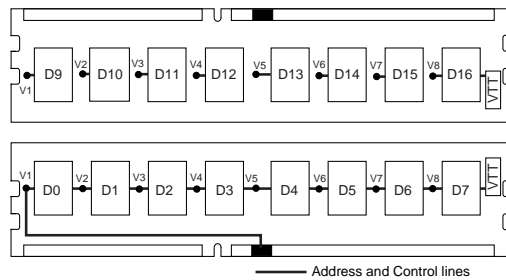 V1 D9 V2 D10 V3 D11 V4 D12 V5 D13 V6 D14 V7 D15 V8 D16 VTT
V1 D0 V2 D1 V3 D2 V4 D3 V5 D4 V6 D5 V7 D6 V8 D7 VTT
Address and Control lines